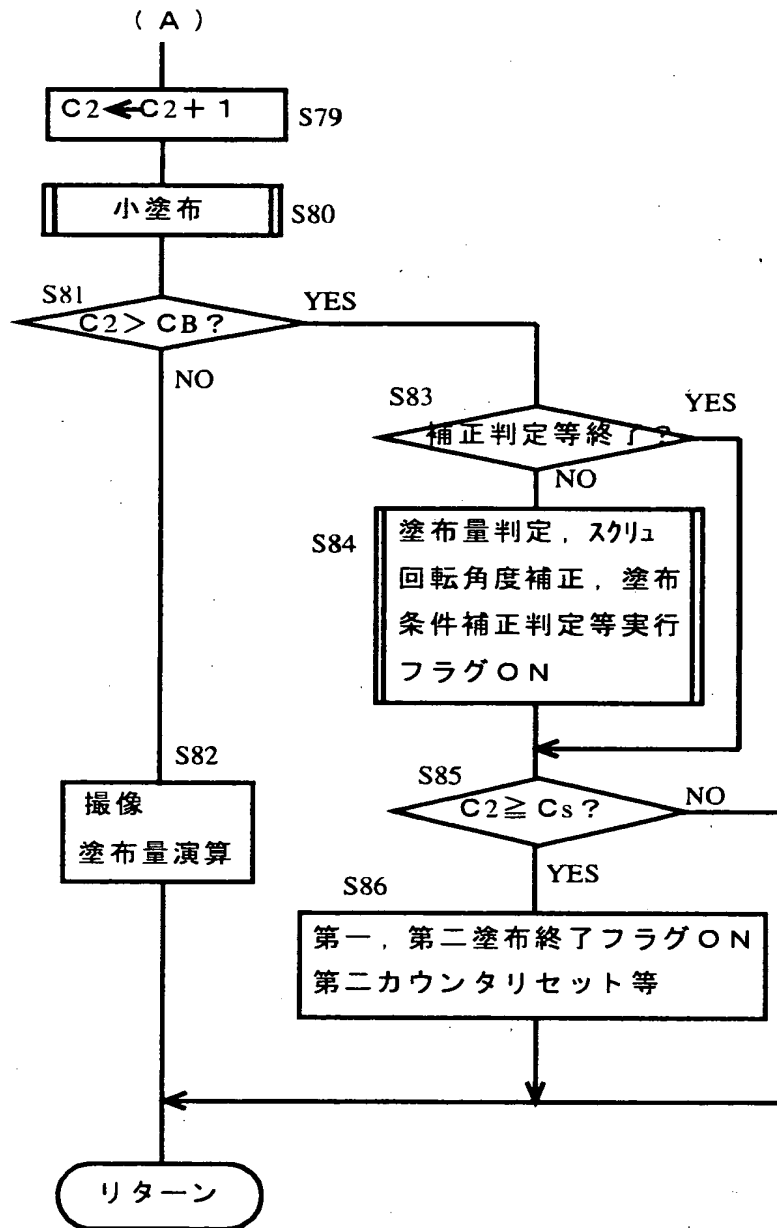 (A)
C2←C2+1
S79
小塗布
S80
S81
C2>CB?
YES
NO
S83
補正判定等終了?
YES
NO
S84
塗布量判定,スクリュ
回転角度補正,塗布
条件補正判定等実行
フラグON
S82
撮像
塗布量演算
S85
C2≧Cs?
NO
YES
S86
第一,第二塗布終了フラグON
第二カウンタリセット等
リターン